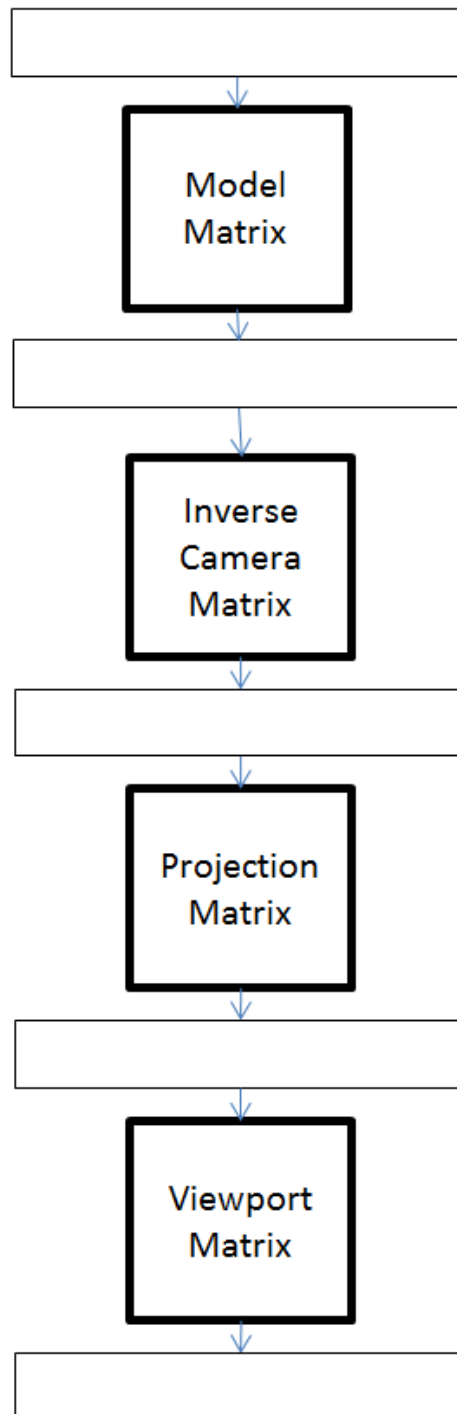 Model
Matrix
Inverse
Camera
Matrix
Projection
Matrix
Viewport
Matrix